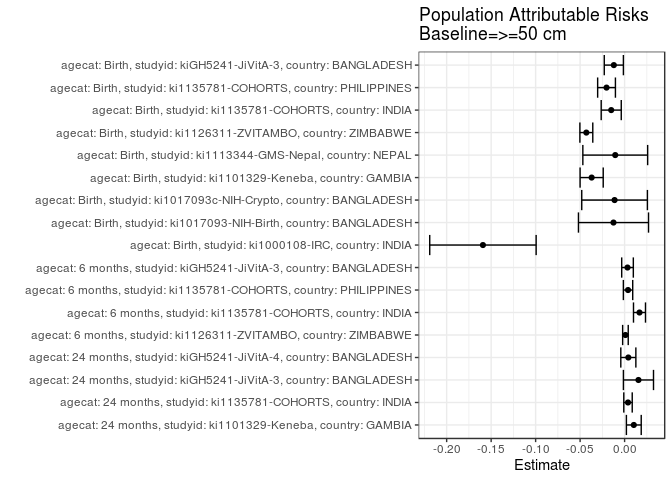 Population Attributable Risks
Baseline=>=50 cm
agecat: Birth, studyid: kiGH5241-JiVitA-3, country: BANGLADESH
agecat: Birth, studyid: ki1135781-COHORTS, country: PHILIPPINES
agecat: Birth, studyid: ki1135781-COHORTS, country: INDIA
agecat: Birth, studyid: ki1126311-ZVITAMBO, country: ZIMBABWE
agecat: Birth, studyid: ki1113344-GMS-Nepal, country: NEPAL
agecat: Birth, studyid: ki1101329-Keneba, country: GAMBIA
agecat: Birth, studyid: ki1017093c-NIH-Crypto, country: BANGLADESH
agecat: Birth, studyid: ki1017093-NIH-Birth, country: BANGLADESH
agecat: Birth, studyid: ki1000108-IRC, country: INDIA
agecat: 6 months, studyid: kiGH5241-JiVitA-3, country: BANGLADESH
agecat: 6 months, studyid: ki1135781-COHORTS, country: PHILIPPINES
agecat: 6 months, studyid: ki1135781-COHORTS, country: INDIA
agecat: 6 months, studyid: ki1126311-ZVITAMBO, country: ZIMBABWE
agecat: 24 months, studyid: kiGH5241-JiVitA-4, country: BANGLADESH
agecat: 24 months, studyid: kiGH5241-JiVitA-3, country: BANGLADESH
agecat: 24 months, studyid: ki1135781-COHORTS, country: INDIA
agecat: 24 months, studyid: ki1101329-Keneba, country: GAMBIA
-0.20 -0.15 -0.10 -0.05 0.00
Estimate